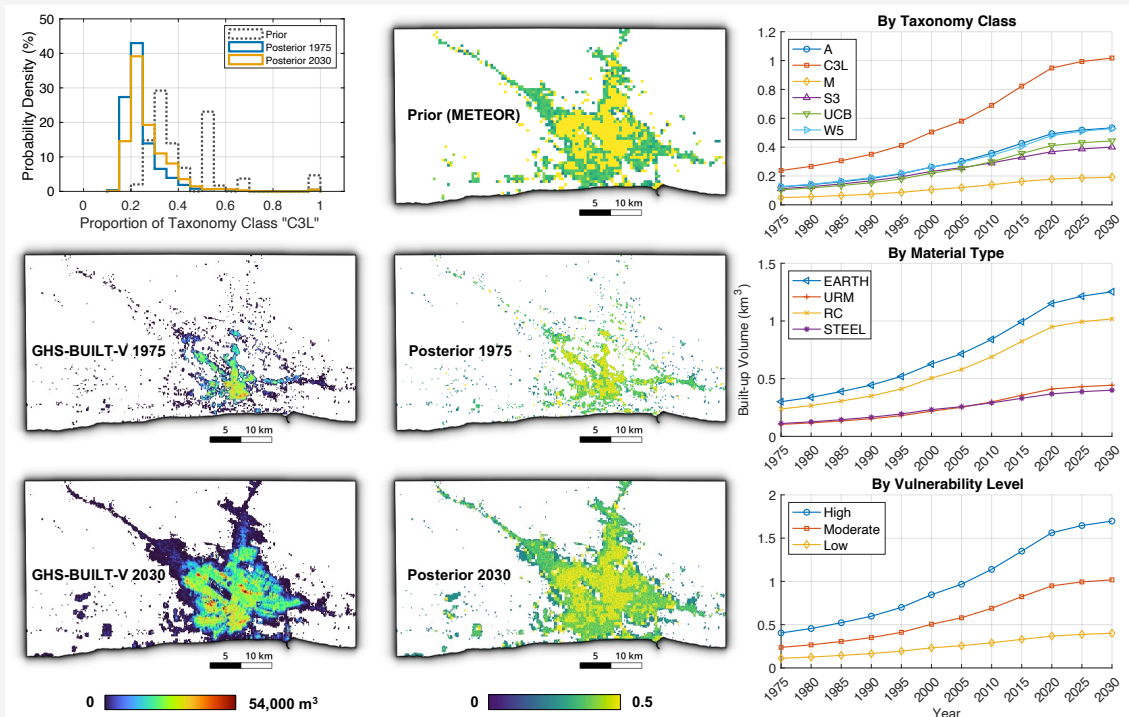 50
40
30
20
10
0
Probability Density (%)
Prior
Posterior 1975
Posterior 2030
0
0.2
0.4
0.6
0.8
1
Proportion of Taxonomy Class "C3L"
Prior (METEOR)
5 10 km
By Taxonomy Class
1.2
1
0.8
0.6
0.4
0.2
0
A
C3L
M
S3
UCB
W5
1975 1980 1985 1990 1995 2000 2005 2010 2015 2020 2025 2030
GHS-BUILT-V 1975
5 10 km
Posterior 1975
5 10 km
By Material Type
1.5
1
0.5
0
Built-up Volume (km³)
EARTH
URM
RC
STEEL
1975 1980 1985 1990 1995 2000 2005 2010 2015 2020 2025 2030
GHS-BUILT-V 2030
5 10 km
Posterior 2030
5 10 km
By Vulnerability Level
2
1.5
1
0.5
0
High
Moderate
Low
1975 1980 1985 1990 1995 2000 2005 2010 2015 2020 2025 2030
Year
0 54,000 m³
0 0.5